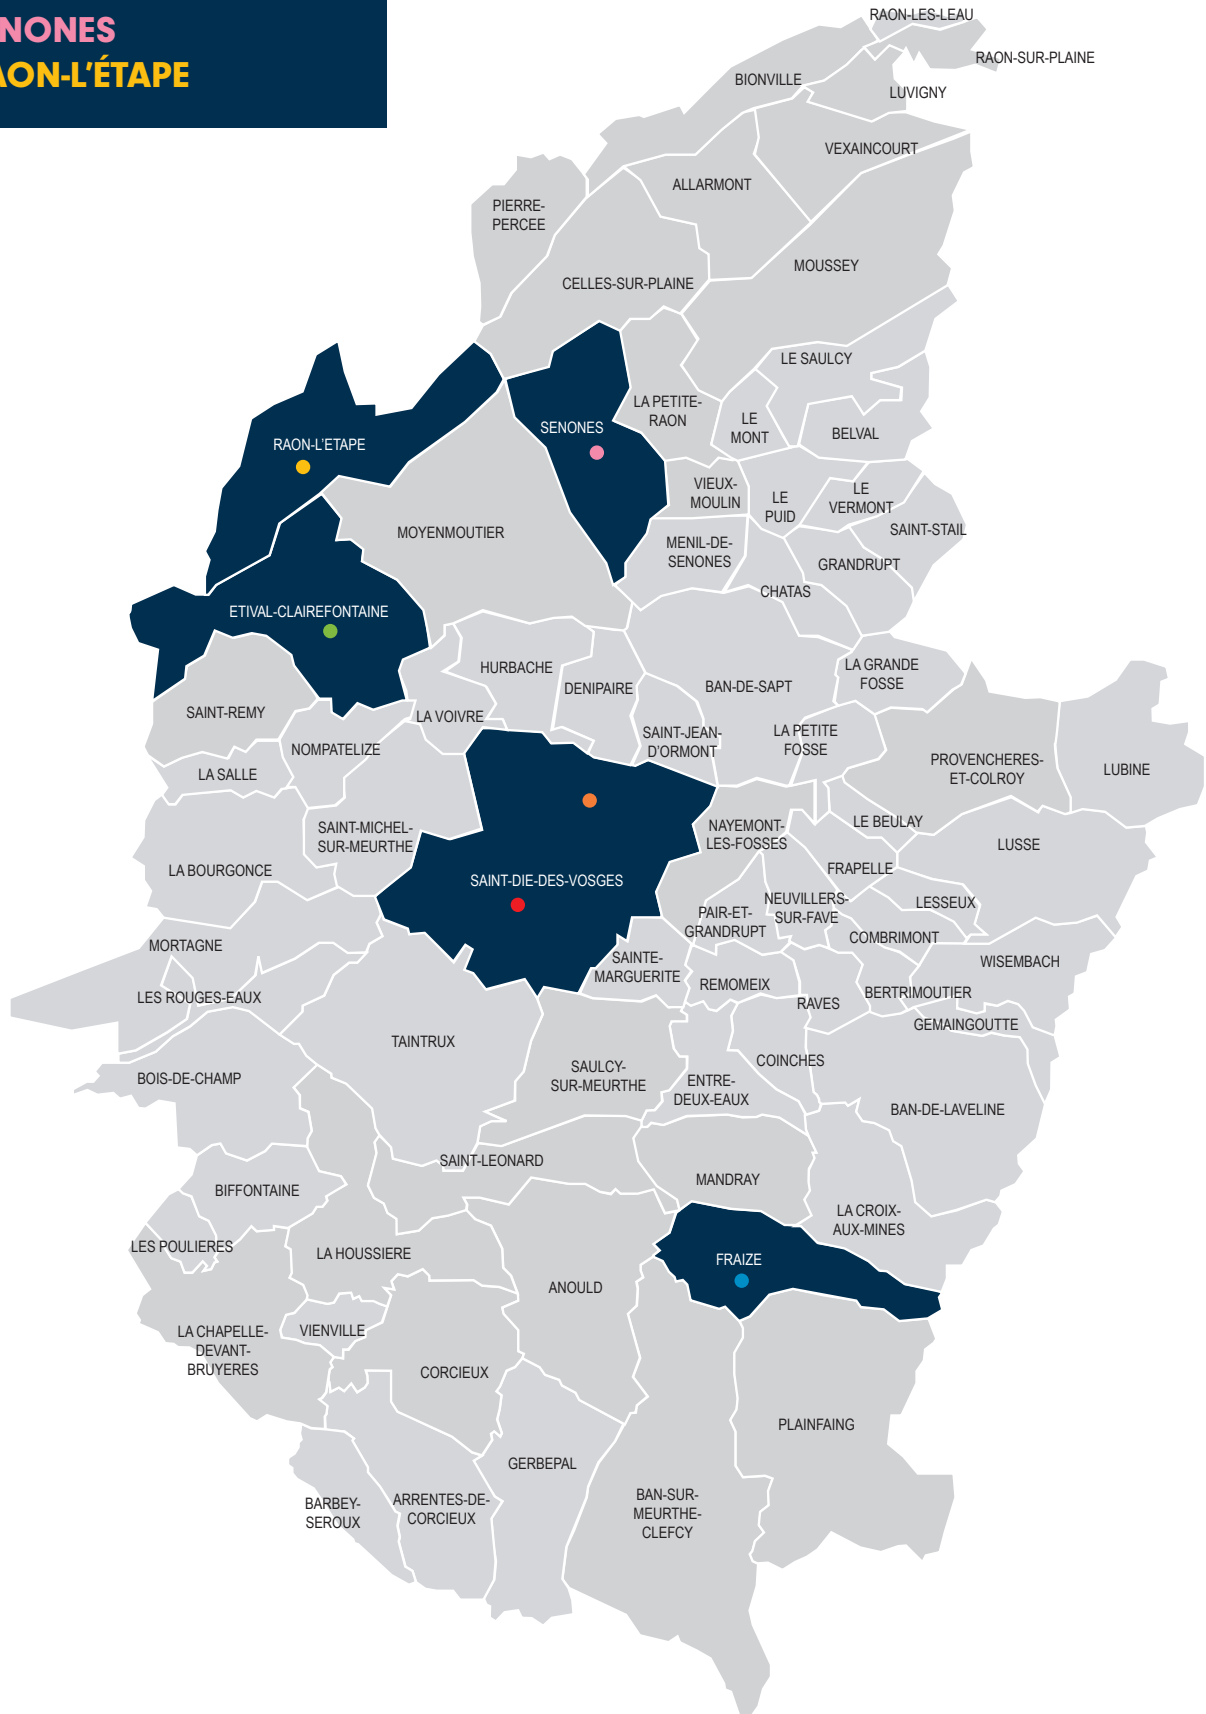 NONES
AON-L'ÉTAPE
RAON-LES-LEAU
RAON-SUR-PLAINE
BIONVILLE
LUVIGNY
VEXAINCOURT
ALLARMONT
PIERRE-
PERCEE
MOUSSEY
CELLES-SUR-PLAINE
LE SAULCY
LA PETITE-
RAON
LE
MONT
BELVAL
SENONES
RAON-L'ETAPE
VIEUX-
MOULIN
LE
PUID
LE
VERMONT
SAINT-STAIL
MOYENMOUTIER
MENIL-DE-
SENONES
GRANDRUPT
CHATAS
ETIVAL-CLAIREFONTAINE
HURBACHE
DENIPAIRE
BAN-DE-SAPT
LA GRANDE
FOSSE
SAINT-REMY
LA VOIVRE
SAINT-JEAN-
D'ORMONT
LA PETITE
FOSSE
NOMPATELIZE
PROVENCHERES-
ET-COLROY
LUBINE
LA SALLE
SAINT-MICHEL-
SUR-MEURTHE
NAYEMONT-
LES-FOSSES
LE BEULAY
LUSSE
LA BOURGONCE
FRAPELLE
SAINT-DIE-DES-VOSGES
NEUVILLERS-
SUR-FAVE
LESSEUX
PAIR-ET-
GRANDRUPT
COMBRIMONT
MORTAGNE
SAINTE-
MARGUERITE
WISEMBACH
REMOMEIX
BERTRIMOUTIER
LES ROUGES-EAUX
RAVES
GEMAINGOUTTE
TAINTRUX
COINCHES
SAULCY-
SUR-MEURTHE
BOIS-DE-CHAMP
ENTRE-
DEUX-EAUX
BAN-DE-LAVELINE
SAINT-LEONARD
MANDRAY
BIFFONTAINE
LA CROIX-
AUX-MINES
LES POULIERES
LA HOUSSIERE
FRAIZE
ANOULD
LA CHAPELLE-
DEVANT-
BRUYERES
VIENVILLE
CORCIEUX
PLAINFAING
GERBEPAL
BARBEY-
SEROUX
ARRENTES-DE-
CORCIEUX
BAN-SUR-
MEURTHE-
CLEFCY